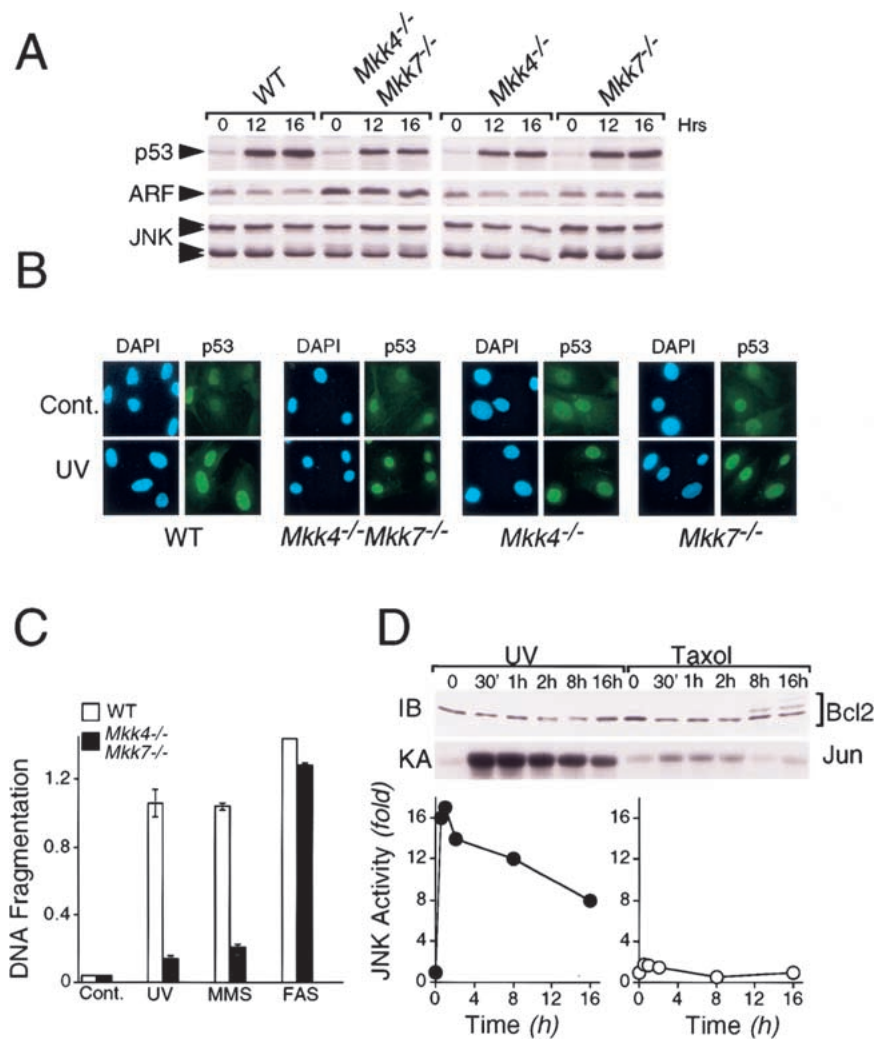 A
WT
Mkk4-/-
Mkk7-/-
Mkk4-/-
Mkk7-/-
0 12 16 0 12 16 0 12 16 0 12 16 Hrs
p53
ARF
JNK
B
DAPI p53 DAPI p53 DAPI p53 DAPI p53
Cont.
UV
WT Mkk4-/-Mkk7-/- Mkk4-/- Mkk7-/-
C
WT
Mkk4-/-
Mkk7-/-
DNA Fragmentation
1.2
0.8
0.4
0
Cont. UV MMS FAS
D
UV Taxol
0 30' 1h 2h 8h 16h 0 30' 1h 2h 8h 16h
IB Bcl2
KA Jun
JNK Activity (fold)
16 16
12 12
8 8
4 4
0 0
0 4 8 12 16 0 4 8 12 16
Time (h) Time (h)